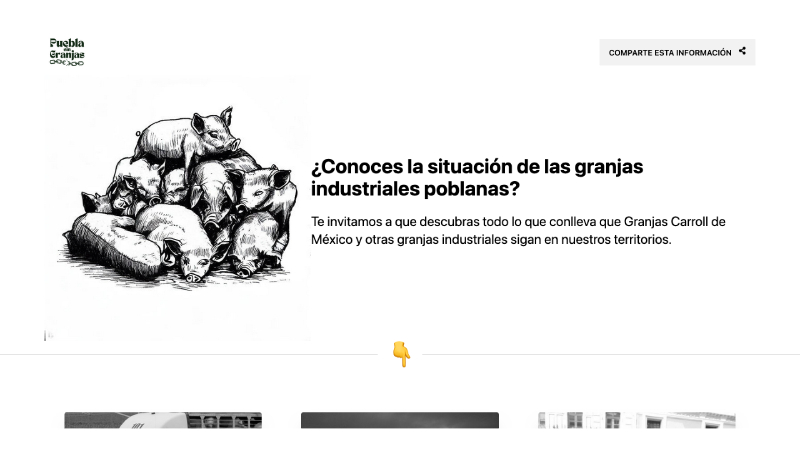 Puebla
sin
Granjas
COMPARTE ESTA INFORMACIÓN
¿Conoces la situación de las granjas
industriales poblanas?
Te invitamos a que descubras todo lo que conlleva que Granjas Carroll de
México y otras granjas industriales sigan en nuestros territorios.